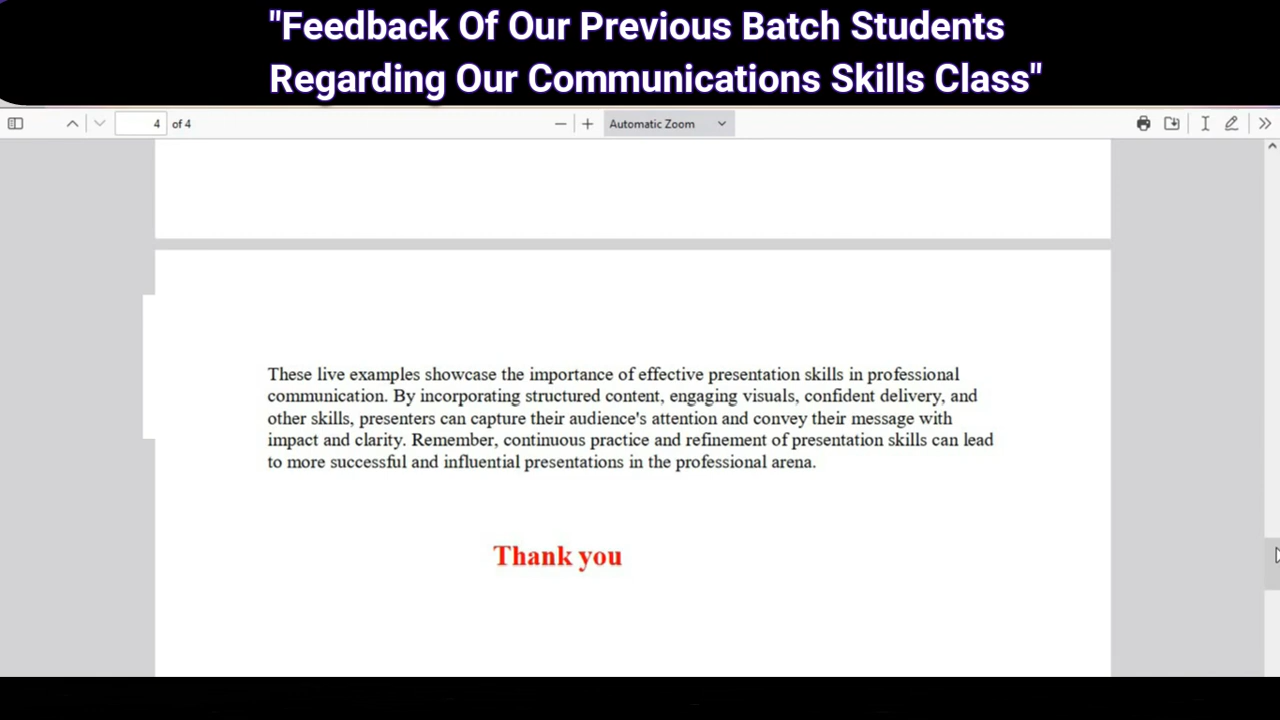 "Feedback Of Our Previous Batch Students
Regarding Our Communications Skills Class"
4 of 4
Automatic Zoom
These live examples showcase the importance of effective presentation skills in professional
communication. By incorporating structured content, engaging visuals, confident delivery, and
other skills, presenters can capture their audience's attention and convey their message with
impact and clarity. Remember, continuous practice and refinement of presentation skills can lead
to more successful and influential presentations in the professional arena.
Thank you